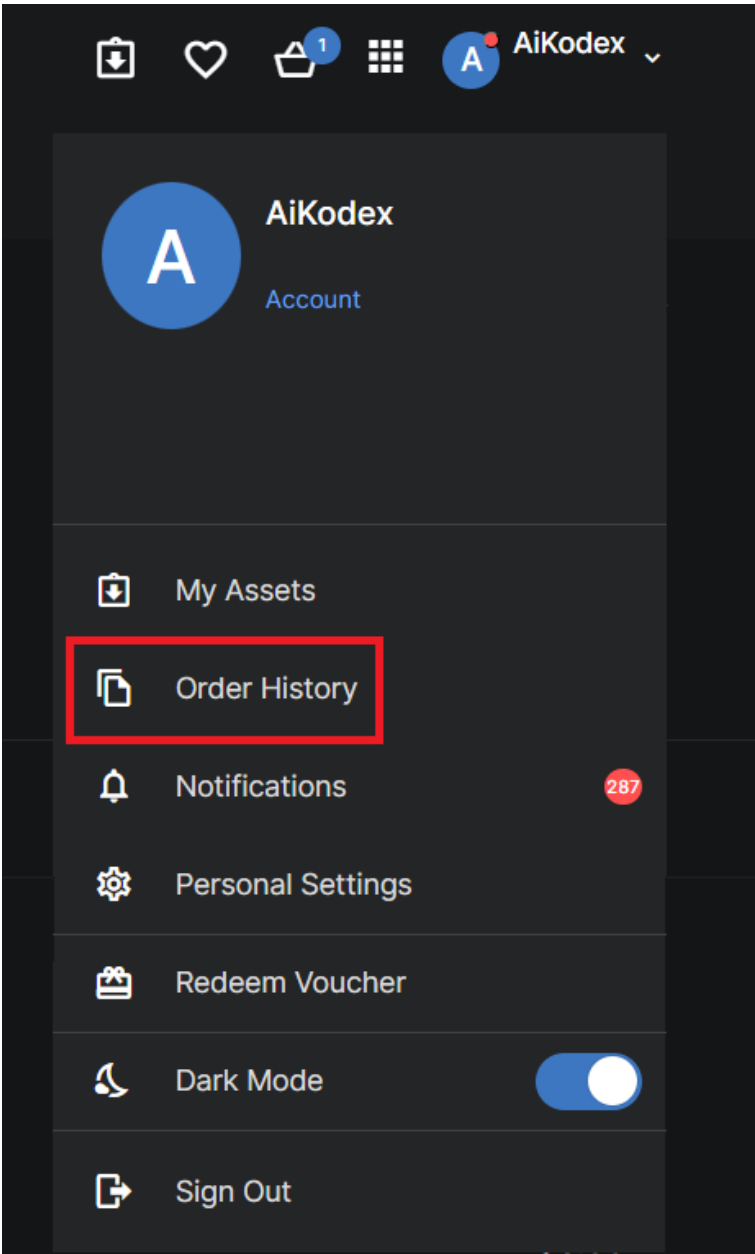 1
A
AiKodex
A
AiKodex
Account
My Assets
Order History
Notifications
287
Personal Settings
Redeem Voucher
Dark Mode
Sign Out